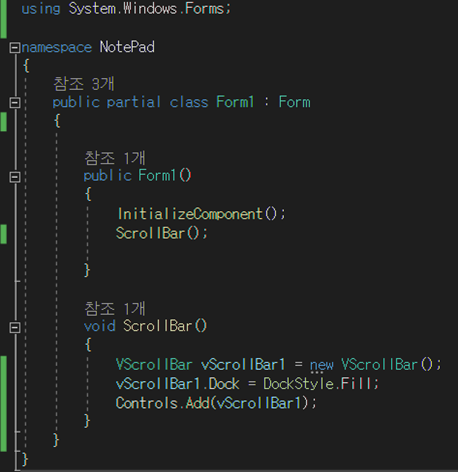 using System.Windows.Forms;
namespace NotePad
{
참조 3개
public partial class Form1 : Form
{
참조 1개
public Form1()
{
InitializeComponent();
ScrollBar();
}
참조 1개
void ScrollBar()
{
VScrollBar vScrollBar1 = new VScrollBar();
vScrollBar1.Dock = DockStyle.Fill;
Controls.Add(vScrollBar1);
}
}
}